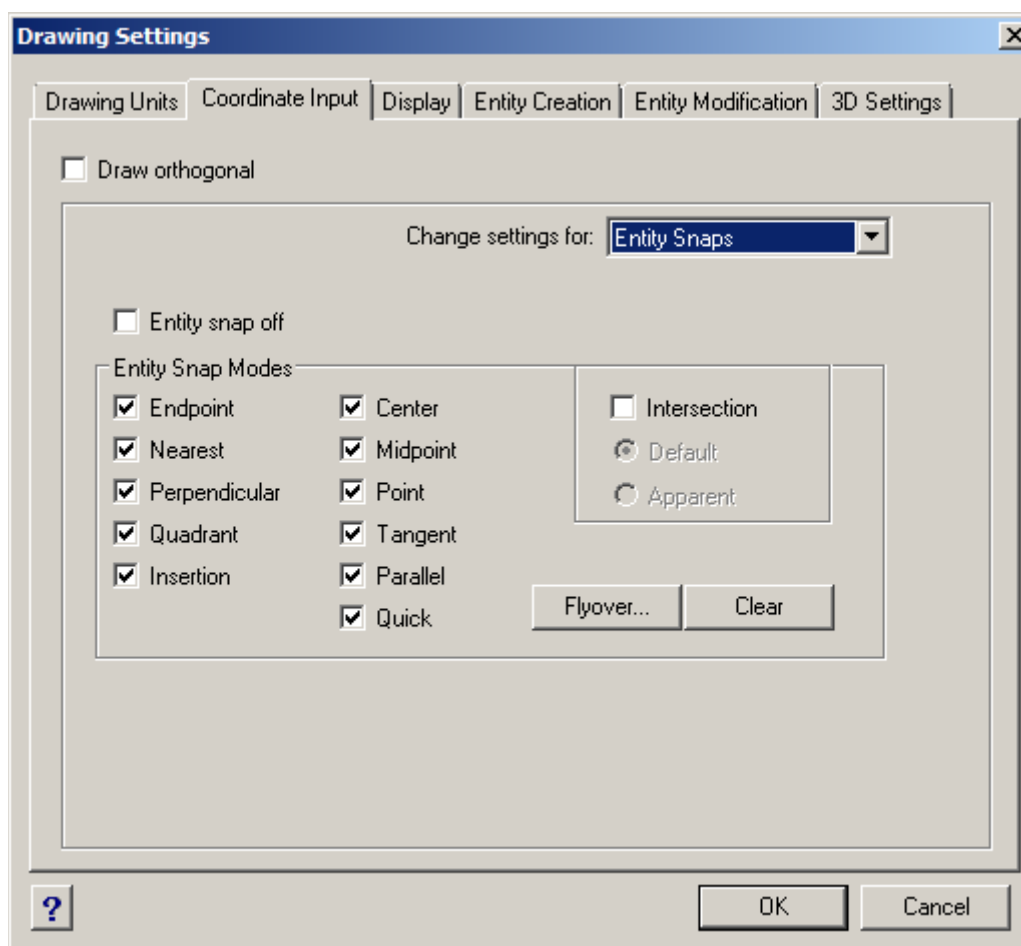 Drawing Settings
Drawing Units Coordinate Input Display Entity Creation Entity Modification 3D Settings
Draw orthogonal
Change settings for: Entity Snaps
Entity snap off
Entity Snap Modes
Endpoint Center Intersection
Nearest Midpoint Default
Perpendicular Point Apparent
Quadrant Tangent
Insertion Parallel
Quick Flyover... Clear
? OK Cancel